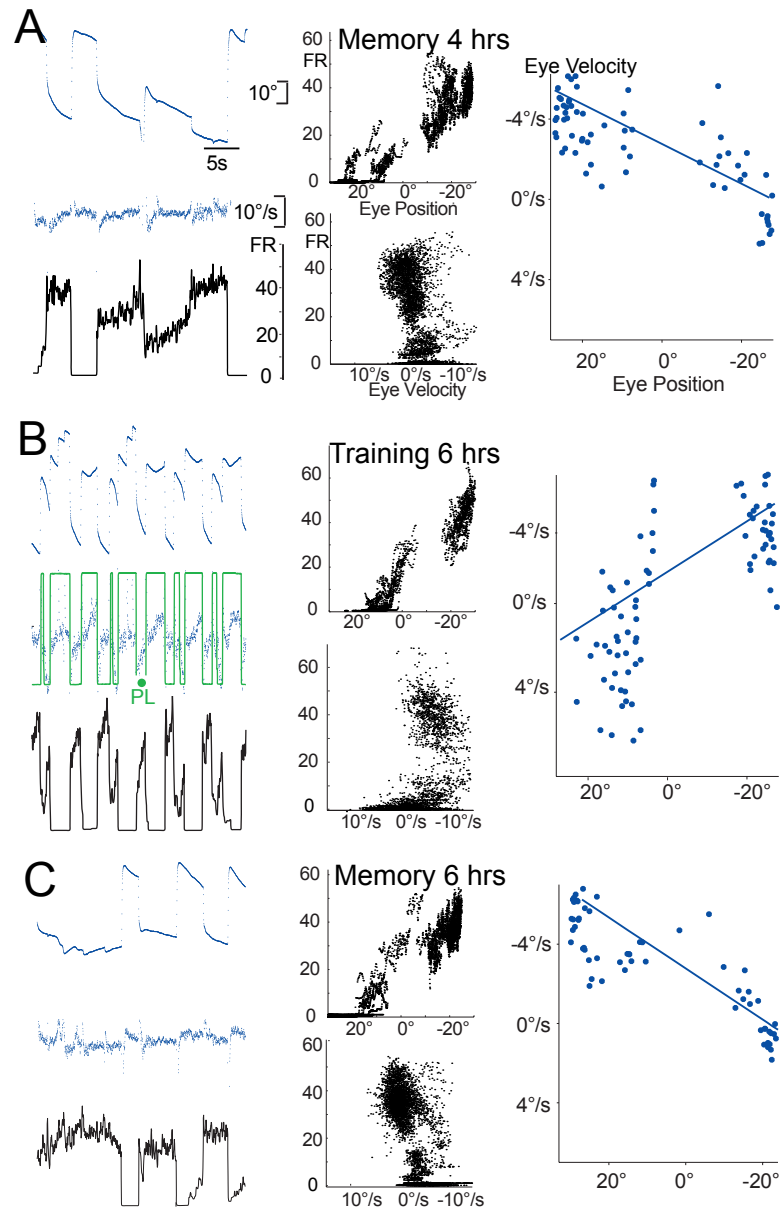 A
Memory 4 hrs
10°
5s
10°/s
FR
40
20
0
60
FR
40
20
0
20° 0° -20°
Eye Position
60
FR
40
20
0
10°/s 0°/s -10°/s
Eye Velocity
Eye Velocity
-4°/s
0°/s
4°/s
20° 0° -20°
Eye Position
B
Training 6 hrs
PL
60
40
20
0
20° 0° -20°
60
40
20
0
10°/s 0°/s -10°/s
-4°/s
0°/s
4°/s
20° 0° -20°
C
Memory 6 hrs
60
40
20
0
20° 0° -20°
60
40
20
0
10°/s 0°/s -10°/s
-4°/s
0°/s
4°/s
20° 0° -20°